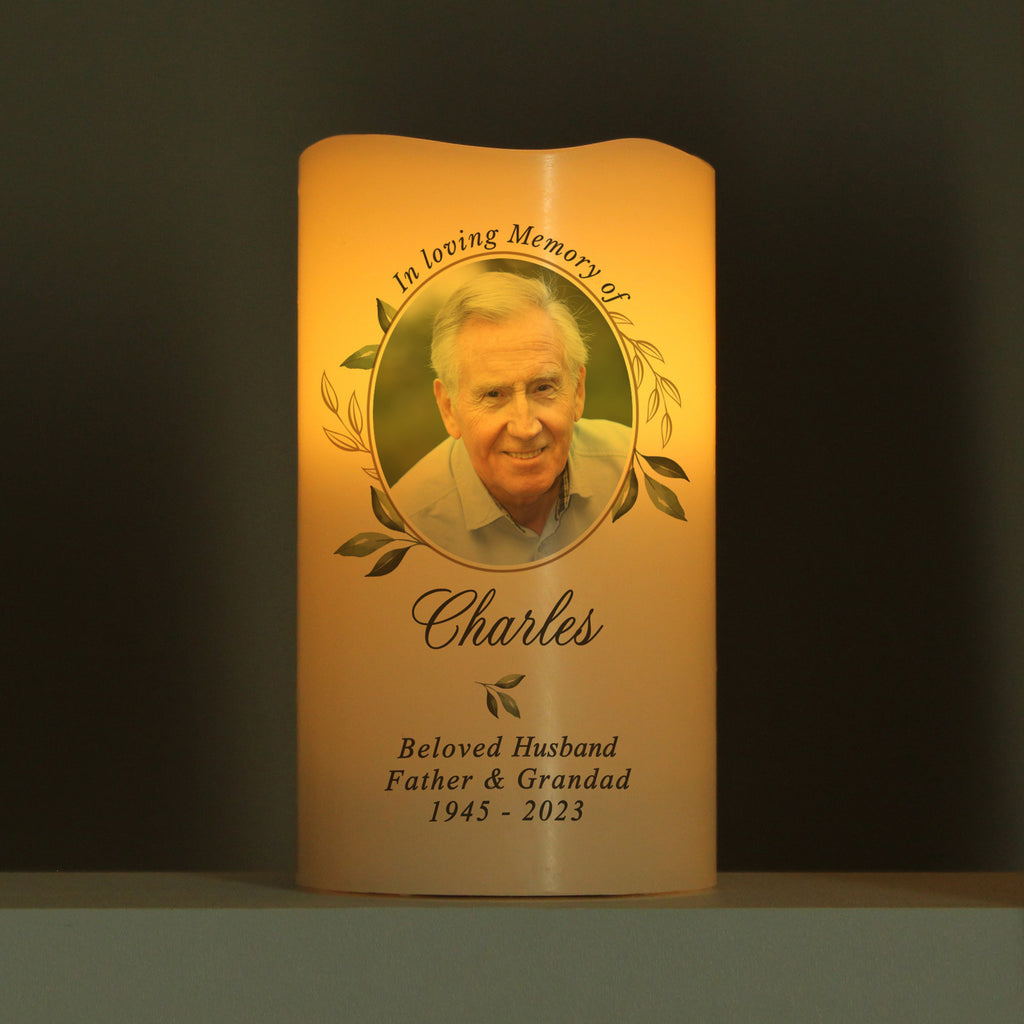 In loving Memory of
Charles
Beloved Husband
Father & Grandad
1945 - 2023